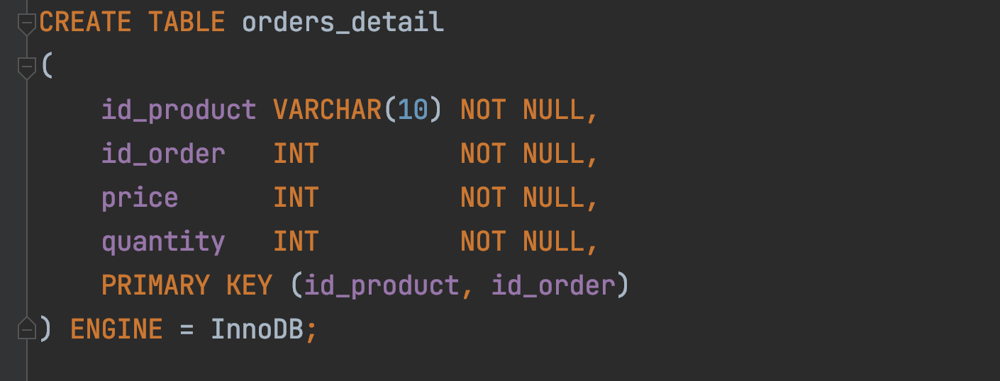 CREATE TABLE orders_detail
(
    id_product VARCHAR(10) NOT NULL,
    id_order   INT         NOT NULL,
    price      INT         NOT NULL,
    quantity   INT         NOT NULL,
    PRIMARY KEY (id_product, id_order)
) ENGINE = InnoDB;